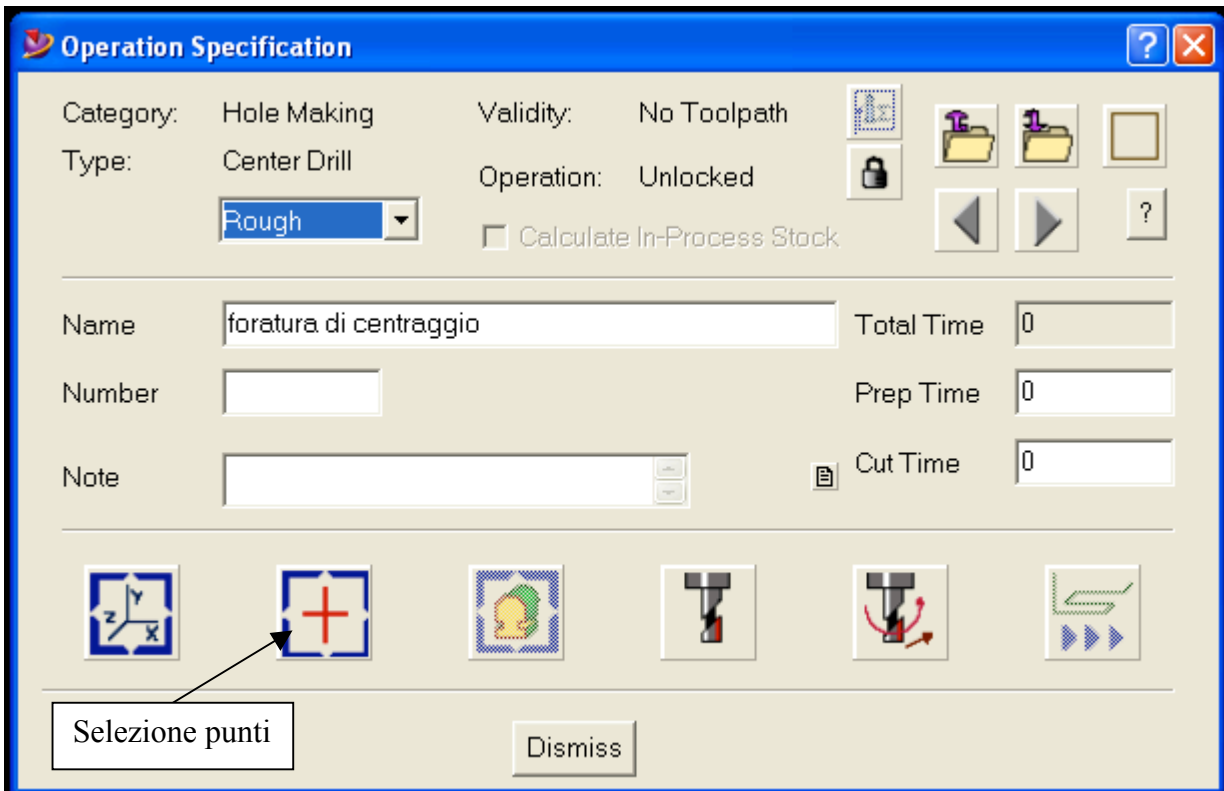 Operation Specification
Category: Hole Making Validity: No Toolpath
Type: Center Drill Operation: Unlocked
Rough Calculate In-Process Stock ?
Name foratura di centraggio Total Time 0
Number Prep Time 0
Note Cut Time 0
Z Y X
Selezione punti
Dismiss